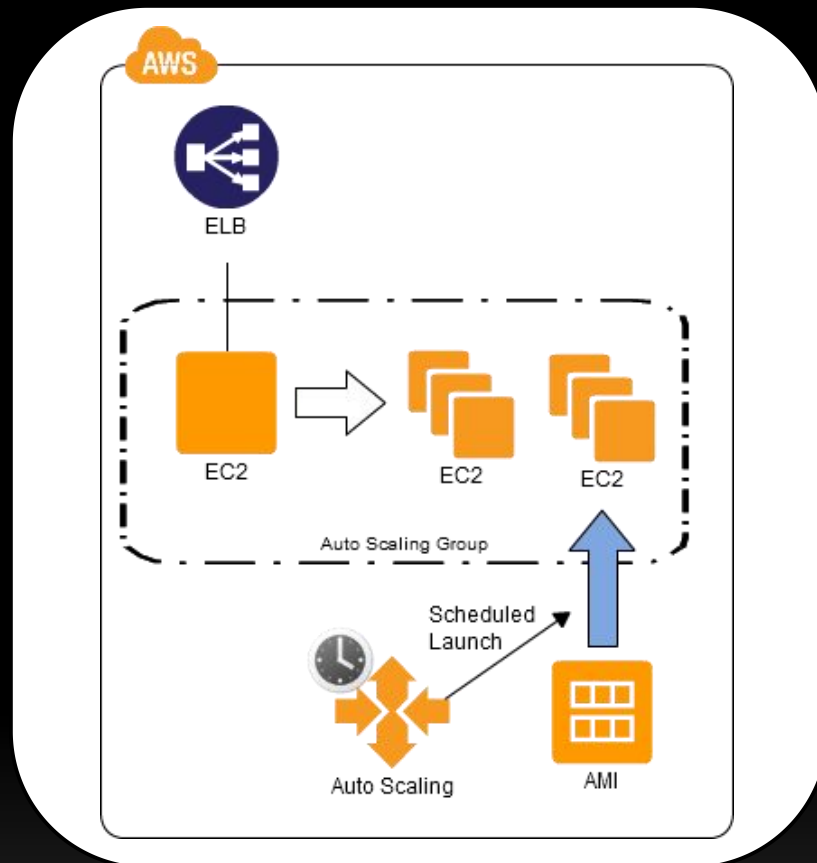 AWS
ELB
EC2
EC2
EC2
Auto Scaling Group
Scheduled
Launch
Auto Scaling
AMI